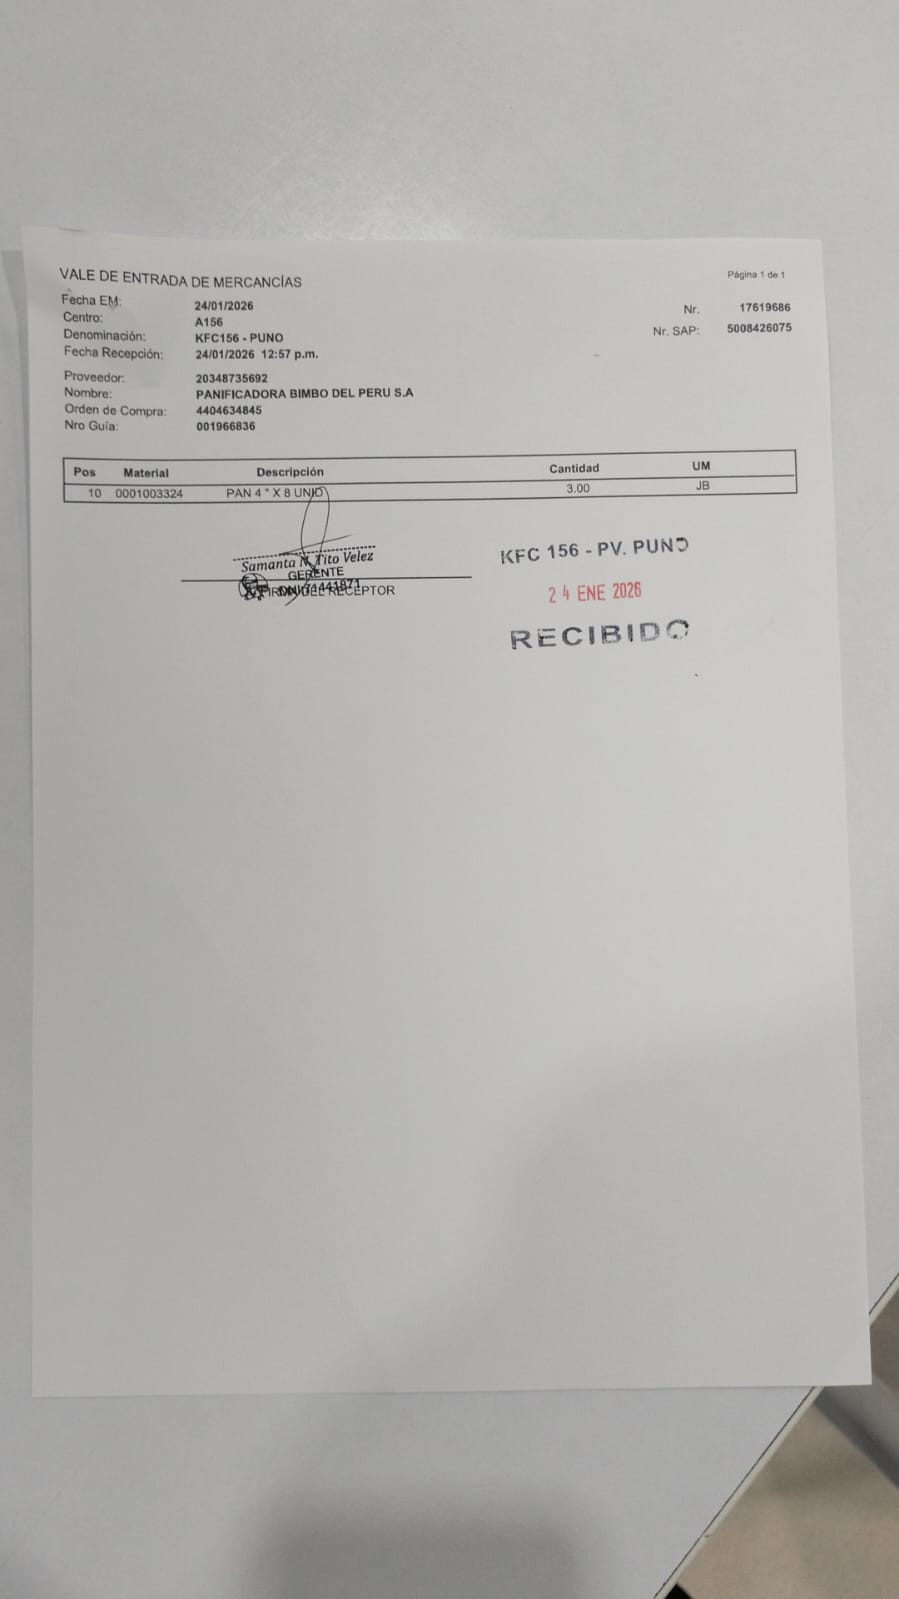 VALE DE ENTRADA DE MERCANCÍAS
Página 1 de 1
Fecha EM: 24/01/2026
Nr. 17619686
Centro: A156
Nr. SAP: 5008426075
Denominación: KFC156 - PUNO
Fecha Recepción: 24/01/2026 12:57 p.m.
Proveedor: 20348735692
Nombre: PANIFICADORA BIMBO DEL PERU S.A
Orden de Compra: 4404634845
Nro Guía: 001966836
Pos Material Descripción Cantidad UM
10 0001003324 PAN 4 " X 8 UNID 3.00 JB
Samanta N. Tito Velez
GERENTE
RECEPTOR
KFC 156 - PV. PUNO
24 ENE 2026
RECIBIDO